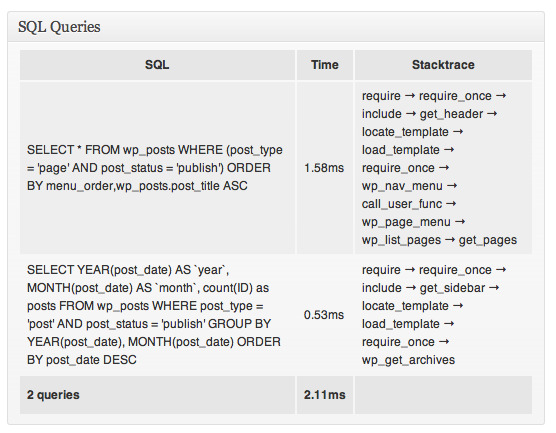 SQL Queries
SQL
Time
Stacktrace
SELECT * FROM wp_posts WHERE (post_type
= 'page' AND post_status = 'publish') ORDER
BY menu_order,wp_posts.post_title ASC
1.58ms
require → require_once →
include → get_header →
locate_template →
load_template →
require_once →
wp_nav_menu →
call_user_func →
wp_page_menu →
wp_list_pages → get_pages
SELECT YEAR(post_date) AS `year`,
MONTH(post_date) AS `month`, count(ID) as
posts FROM wp_posts WHERE post_type =
'post' AND post_status = 'publish' GROUP BY
YEAR(post_date), MONTH(post_date) ORDER
BY post_date DESC
0.53ms
require → require_once →
include → get_sidebar →
locate_template →
load_template →
require_once →
wp_get_archives
2 queries
2.11ms